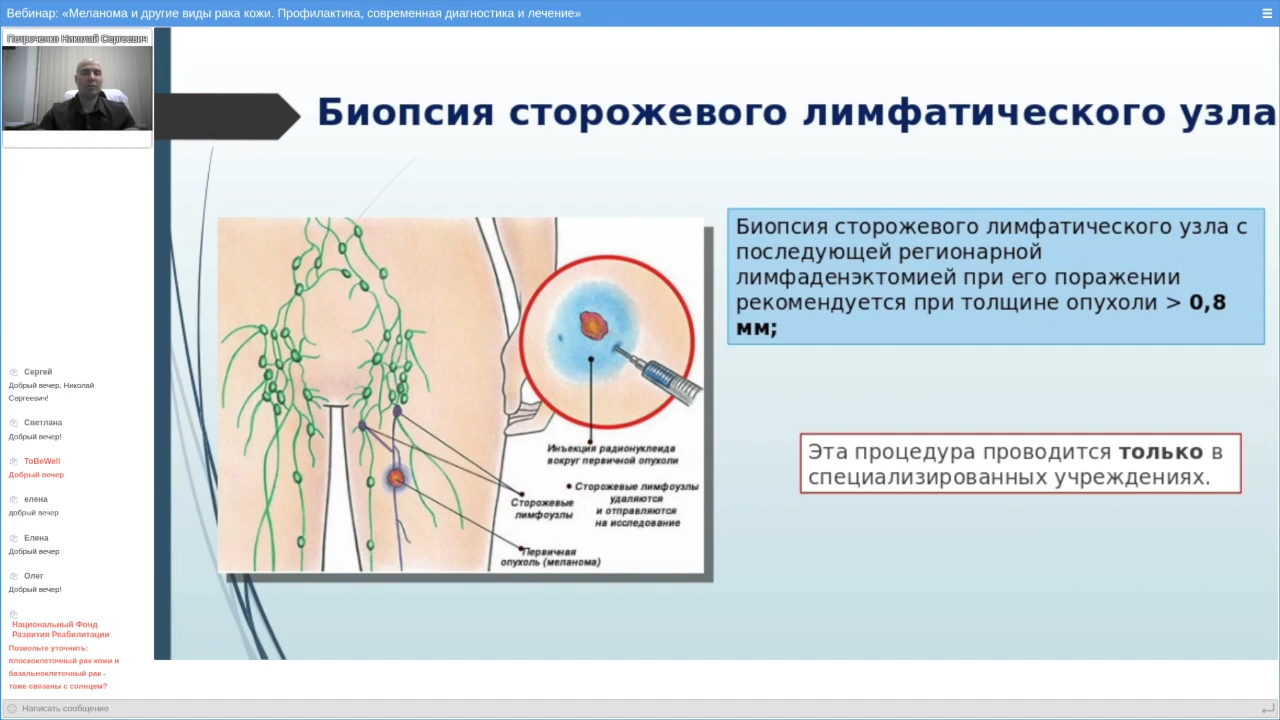 Вебинар: «Меланома и другие виды рака кожи. Профилактика, современная диагностика и лечение»
Петроченко Николай Сергеевич
Биопсия сторожевого лимфатического узла
Биопсия сторожевого лимфатического узла с
последующей регионарной
лимфаденэктомией при его поражении
рекомендуется при толщине опухоли > 0,8
мм;
Эта процедура проводится только в
специализированных учреждениях.
Инъекция радионуклеида
вокруг первичной опухоли
Сторожевые
лимфоузлы
• Сторожевые лимфоузлы
удаляются
и отправляются
на исследование
Первичная
опухоль (меланома)
Сергей
Добрый вечер, Николай
Сергеевич!
Светлана
Добрый вечер!
ToBeWell
Добрый вечер
елена
добрый вечер
Елена
Добрый вечер
Олег
Добрый вечер!
Национальный Фонд
Развития Реабилитации
Позвольте уточнить:
плоскоклеточный рак кожи и
базальноклеточный рак -
тоже связаны с солнцем?
Написать сообщение